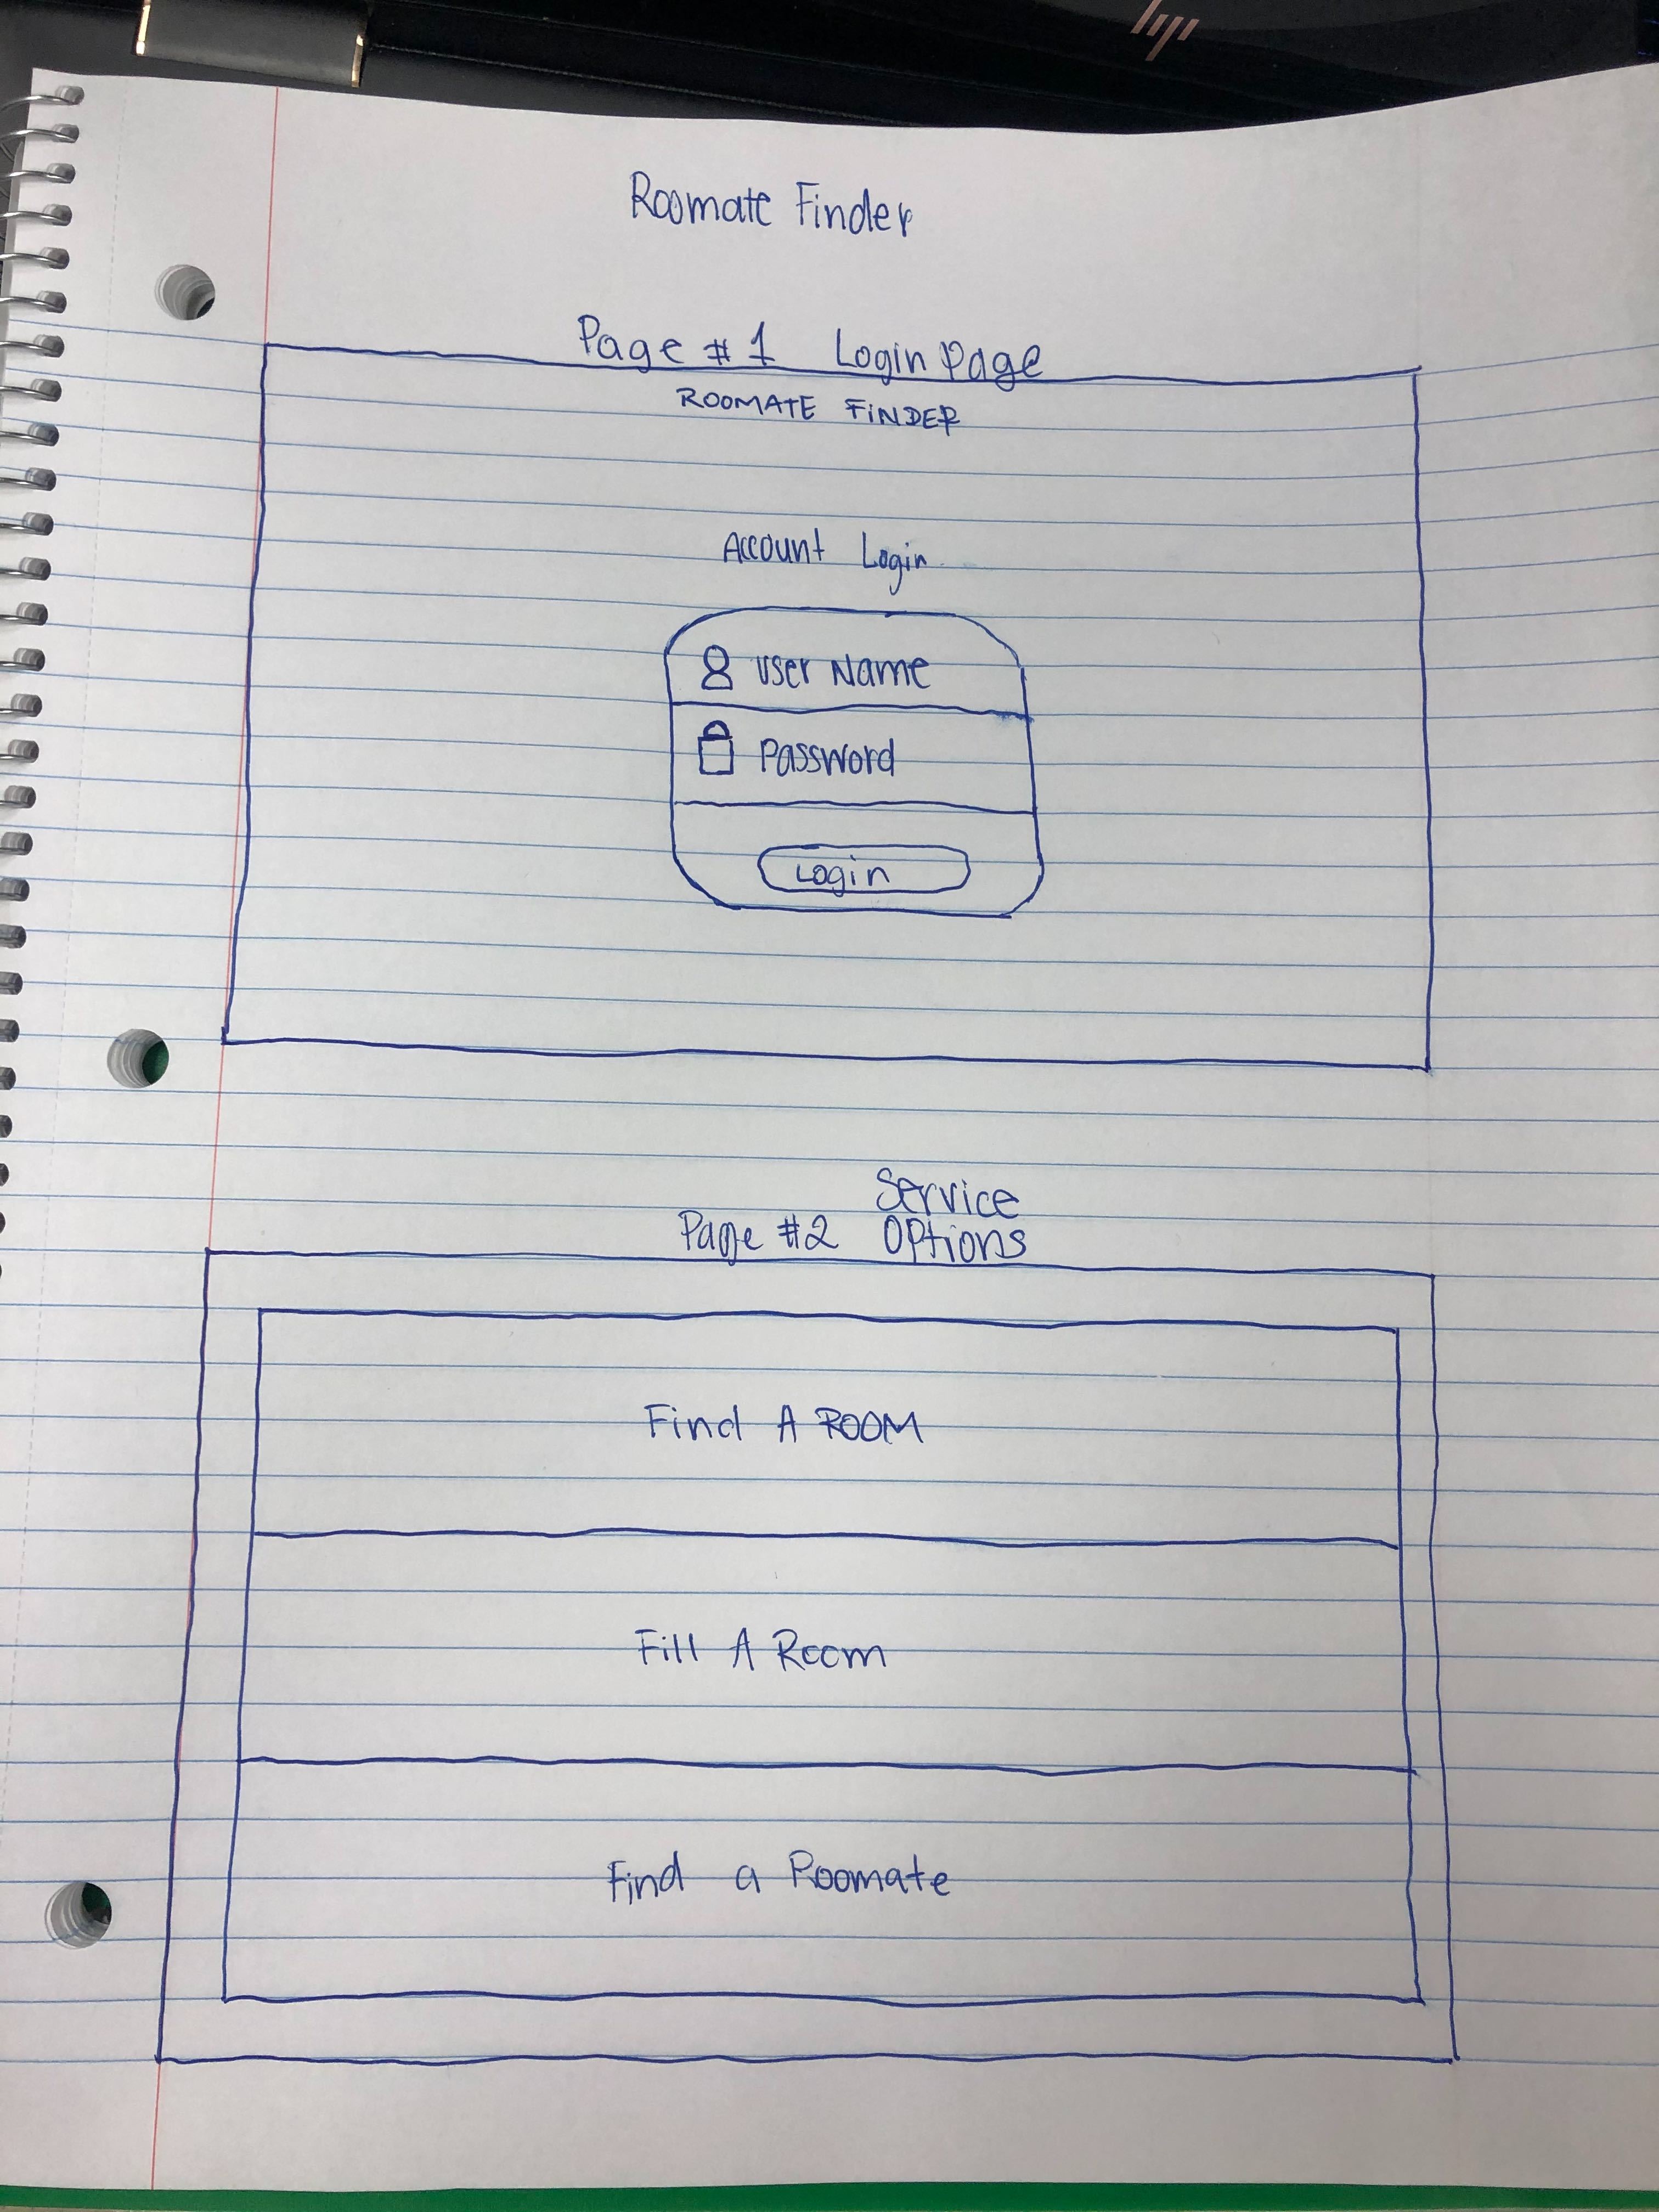 Roomate Finder
Page # 1 Login Page
ROOMATE FINDER
Account Login
User Name
Password
Login
Service
Page #2 Options
Find A ROOM
Fill A Room
Find a Roomate
hp